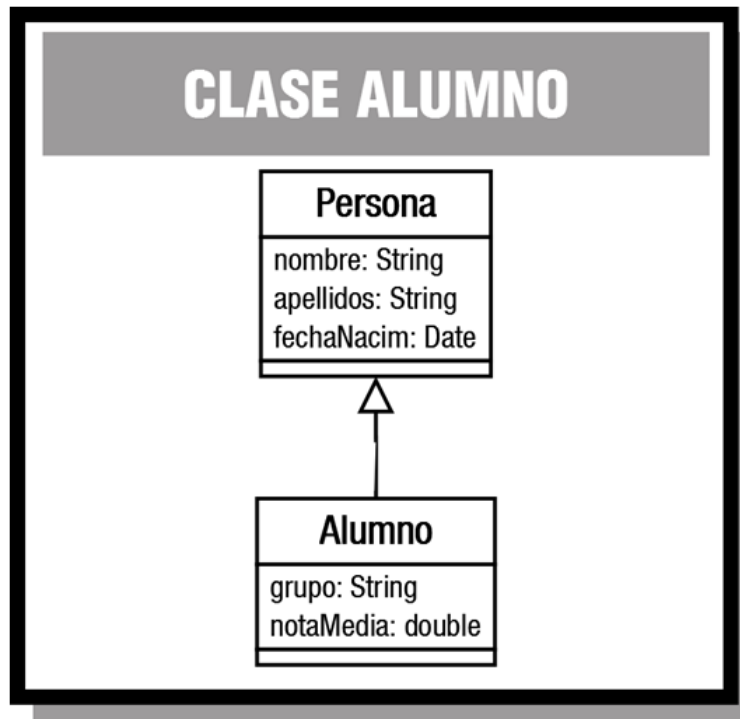 CLASE ALUMNO
Persona
nombre: String
apellidos: String
fechaNacim: Date
Alumno
grupo: String
notaMedia: double